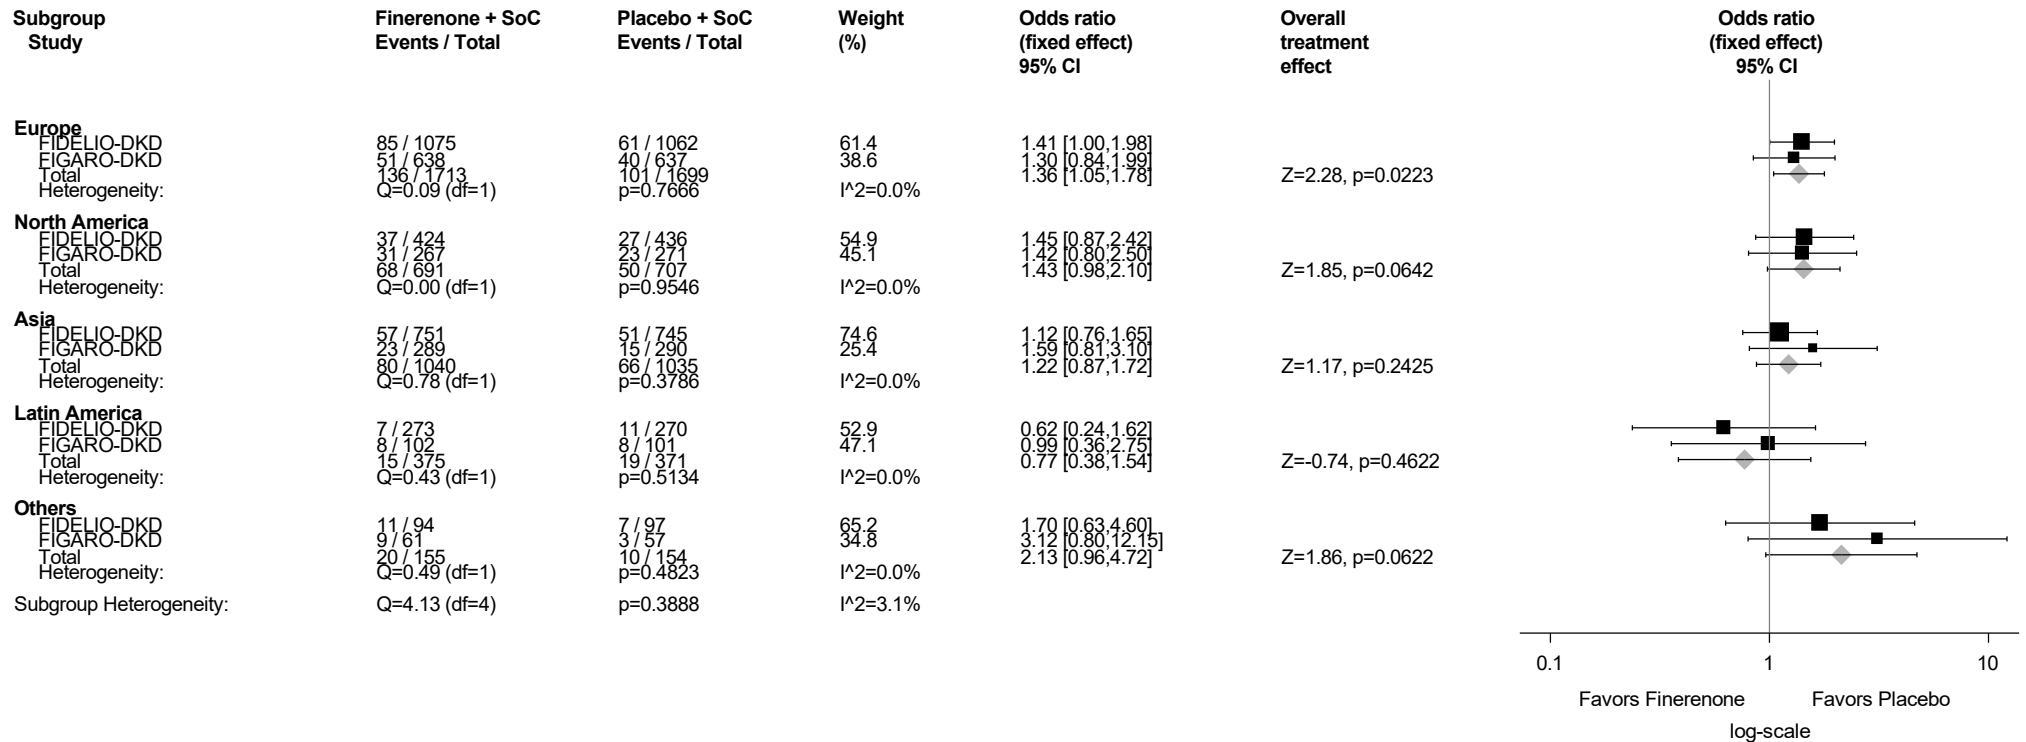 Subgroup Finerenone + SoC Placebo + SoC Weight Odds ratio Overall Odds ratio
Study Events / Total Events / Total (%) (fixed effect) treatment (fixed effect)
95% CI effect 95% CI
Europe
FIDELIO-DKD 85 / 1075 61 / 1062 61.4 1.41 [1.00,1.98]
FIGARO-DKD 51 / 638 40 / 637 38.6 1.30 [0.84,1.99]
Total 136 / 1713 101 / 1699 1.36 [1.05,1.78] Z=2.28, p=0.0223
Heterogeneity: Q=0.09 (df=1) p=0.7666 I^2=0.0%
North America
FIDELIO-DKD 37 / 424 27 / 436 54.9 1.45 [0.87,2.42]
FIGARO-DKD 31 / 267 23 / 271 45.1 1.42 [0.80,2.50]
Total 68 / 691 50 / 707 1.43 [0.98,2.10] Z=1.85, p=0.0642
Heterogeneity: Q=0.00 (df=1) p=0.9546 I^2=0.0%
Asia
FIDELIO-DKD 57 / 751 51 / 745 74.6 1.12 [0.76,1.65]
FIGARO-DKD 23 / 289 15 / 290 25.4 1.59 [0.81,3.10]
Total 80 / 1040 66 / 1035 1.22 [0.87,1.72] Z=1.17, p=0.2425
Heterogeneity: Q=0.78 (df=1) p=0.3786 I^2=0.0%
Latin America
FIDELIO-DKD 7 / 273 11 / 270 52.9 0.62 [0.24,1.62]
FIGARO-DKD 8 / 102 8 / 101 47.1 0.99 [0.36,2.75]
Total 15 / 375 19 / 371 0.77 [0.38,1.54] Z=-0.74, p=0.4622
Heterogeneity: Q=0.43 (df=1) p=0.5134 I^2=0.0%
Others
FIDELIO-DKD 11 / 94 7 / 97 65.2 1.70 [0.63,4.60]
FIGARO-DKD 9 / 61 3 / 57 34.8 3.12 [0.80,12.15]
Total 20 / 155 10 / 154 2.13 [0.96,4.72] Z=1.86, p=0.0622
Heterogeneity: Q=0.49 (df=1) p=0.4823 I^2=0.0%
Subgroup Heterogeneity: Q=4.13 (df=4) p=0.3888 I^2=3.1%
0.1 1 10
Favors Finerenone Favors Placebo
log-scale